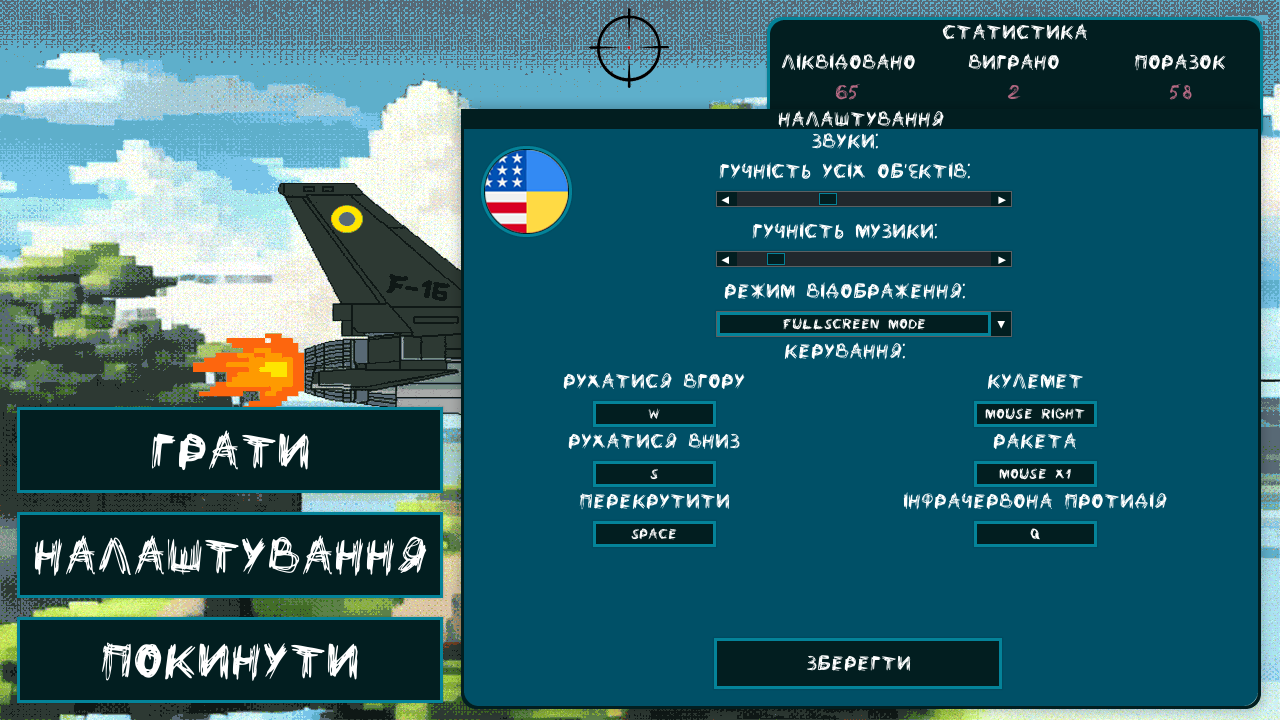 СТАТИСТИКА
ЛІКВІДОВАНО ВИГРАНО ПОРАЗОК
65 2 58
НАЛАШТУВАННЯ
ЗВУКИ:
ГУЧНІСТЬ УСІХ ОБ'ЄКТІВ:
ГУЧНІСТЬ МУЗИКИ:
РЕЖИМ ВІДОБРАЖЕННЯ:
FULLSCREEN MODE
КЕРУВАННЯ:
РУХАТИСЯ ВГОРУ КУЛЕМЕТ
W MOUSE RIGHT
РУХАТИСЯ ВНИЗ РАКЕТА
S MOUSE X1
ПЕРЕКРУТИТИ ІНФРАЧЕРВОНА ПРОТИДІЯ
SPACE Q
ЗБЕРЕГТИ
F-16
ГРАТИ
НАЛАШТУВАННЯ
ПОКИНУТИ